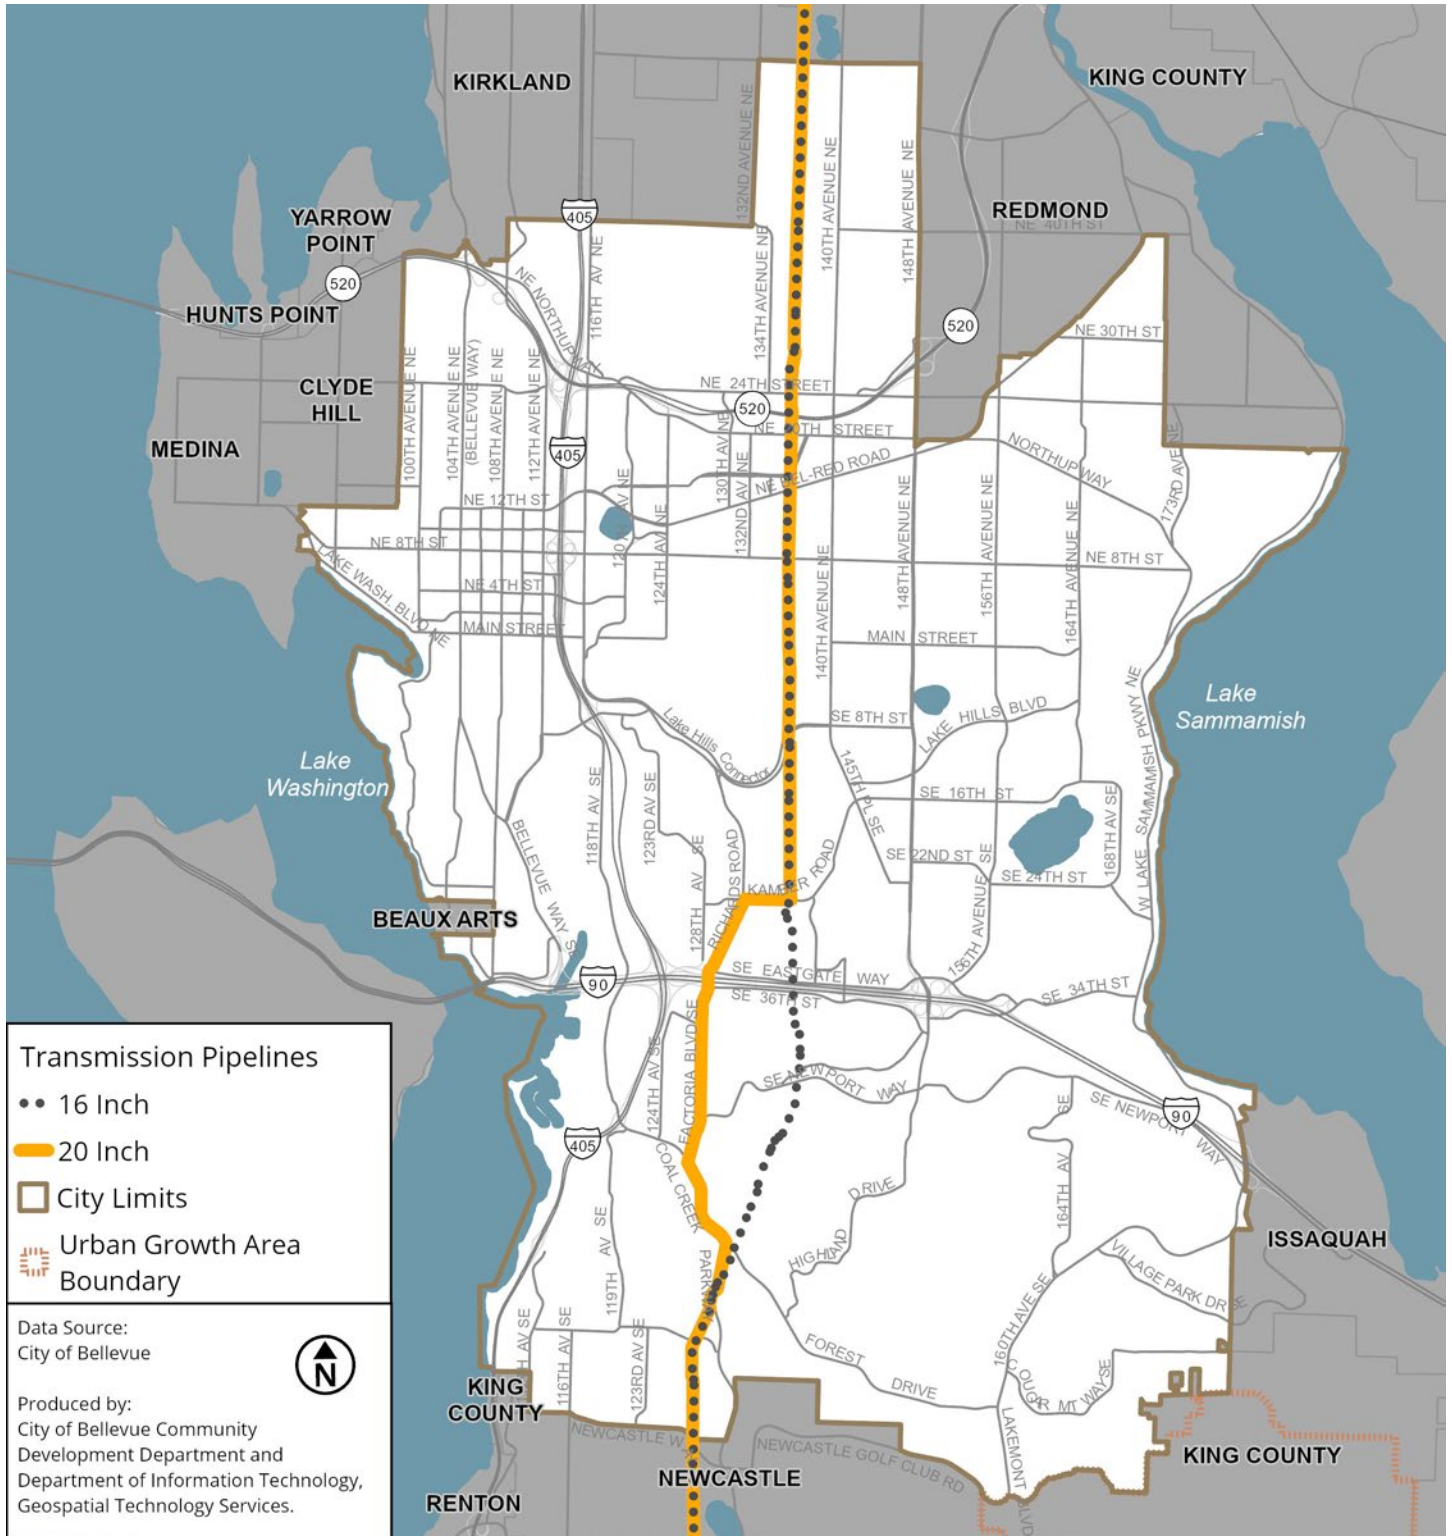 KIRKLAND
KING COUNTY
132ND AVENUE NE
140TH AVENUE NE
148TH AVENUE NE
YARROW
POINT
405
REDMOND
NE 40TH ST
520
HUNTS POINT
NE NORTHUP WAY
116TH AV NE
134TH AVENUE NE
520
NE 30TH ST
CLYDE
HILL
100TH AVENUE NE
104TH AVENUE NE
(BELLEVUE WAY)
108TH AVENUE NE
112TH AVENUE NE
NE 24TH STREET
520
MEDINA
405
STREET
NE BEL-RED ROAD
NORTHUP WAY
173RD AVE NE
130TH AV NE
132ND AV NE
NE 12TH ST
120TH AV NE
124TH AV NE
148TH AVENUE NE
156TH AVENUE NE
164TH AVENUE NE
NE 8TH ST
NE 8TH ST
LAKE WASH. BLVD NE
NE 4TH ST
MAIN STREET
140TH AVENUE NE
MAIN STREET
Lake
Sammamish
Lake Hills Connector
SE 8TH ST
LAKE HILLS BLVD
W LAKE SAMMAMISH PKWY NE
Lake
Washington
118TH AV SE
123RD AV SE
145TH PL SE
SE 16TH ST
BELLEVUE WAY SE
128TH AV SE
RICHARDS ROAD
KAMBER ROAD
SE 22ND ST
156TH AVENUE SE
SE 24TH ST
168TH AV SE
BEAUX ARTS
90
SE EASTGATE WAY
SE 36TH ST
SE 34TH ST
124TH AV SE
FACTORIA BLVD SE
SE NEWPORT WAY
SE NEWPORT WAY
90
405
COAL CREEK
PARKWAY
HIGHLAND DRIVE
164TH AV SE
119TH AV SE
ISSAQUAH
VILLAGE PARK DR SE
160TH AVE SE
FOREST DRIVE
COUGAR MT WAY SE
LAKEMONT BLVD
116TH AV SE
123RD AV SE
KING
COUNTY
NEWCASTLE
NEWCASTLE GOLF CLUB RD
KING COUNTY
NEWCASTLE
RENTON
Transmission Pipelines
16 Inch
20 Inch
City Limits
Urban Growth Area
Boundary
Data Source:
City of Bellevue
N
Produced by:
City of Bellevue Community
Development Department and
Department of Information Technology,
Geospatial Technology Services.